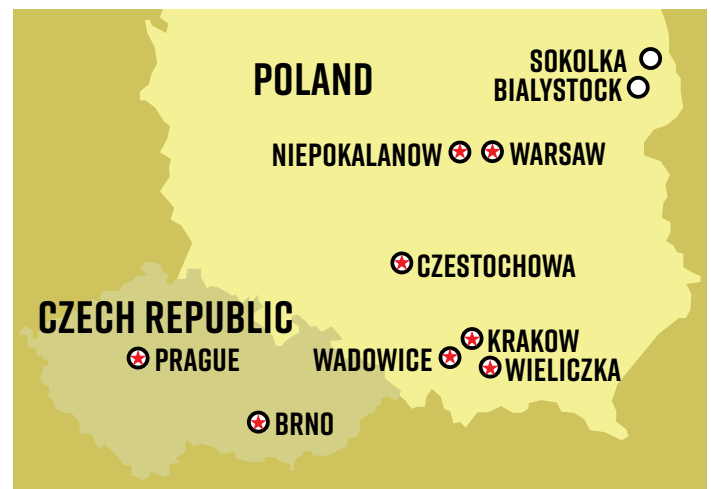 SOKOLKA
POLAND
BIALYSTOCK
NIEPOKALANOW
WARSAW
CZESTOCHOWA
CZECH REPUBLIC
KRAKOW
PRAGUE
WADOWICE
WIELICZKA
BRNO